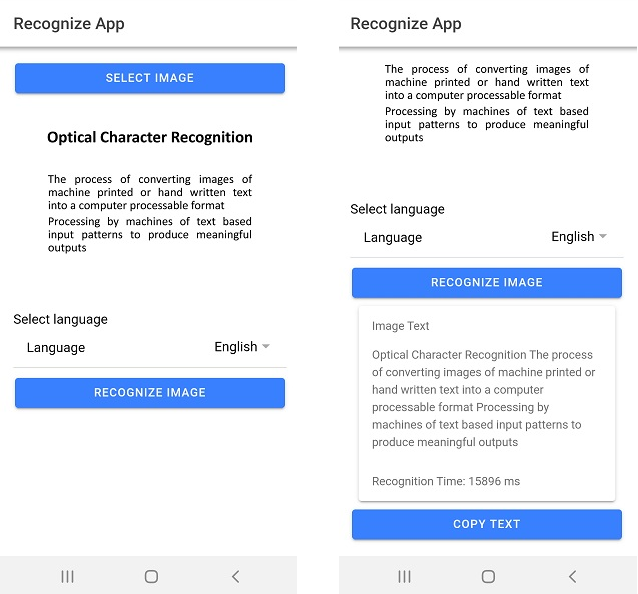 Recognize App
SELECT IMAGE
Optical Character Recognition
The process of converting images of
machine printed or hand written text
into a computer processable format
Processing by machines of text based
input patterns to produce meaningful
outputs
Select language
Language English
RECOGNIZE IMAGE
Recognize App
The process of converting images of
machine printed or hand written text
into a computer processable format
Processing by machines of text based
input patterns to produce meaningful
outputs
Select language
Language English
RECOGNIZE IMAGE
Image Text
Optical Character Recognition The process
of converting images of machine printed or
hand written text into a computer
processable format Processing by
machines of text based input patterns to
produce meaningful outputs
Recognition Time: 15896 ms
COPY TEXT